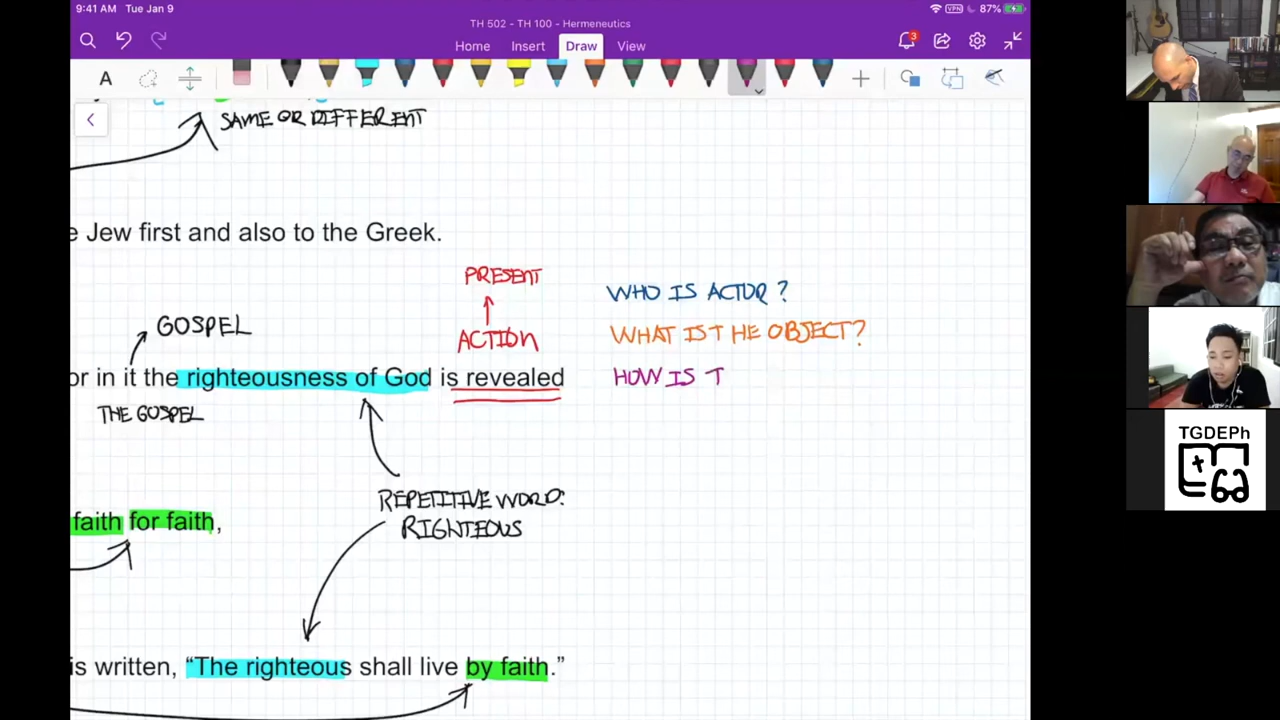 9:41 AM Tue Jan 9
VPN 87%
TH 502 - TH 100 - Hermeneutics
Home Insert Draw View
3
A
SAME OR DIFFERENT
e Jew first and also to the Greek.
PRESENT
WHO IS ACTOR?
GOSPEL
ACTION
WHAT IS THE OBJECT?
or in it the righteousness of God is revealed
HOW IS T
THE GOSPEL
TGDEPh
REPETITIVE WORD:
RIGHTEOUS
faith for faith,
is written, “The righteous shall live by faith.”